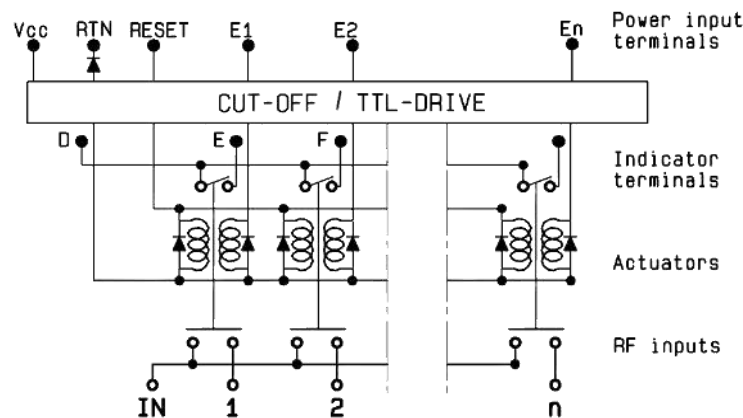 Vcc RTN RESET E1 E2 En Power input
terminals
CUT-OFF / TTL-DRIVE
D E F Indicator
terminals
Actuators
RF inputs
IN 1 2 n